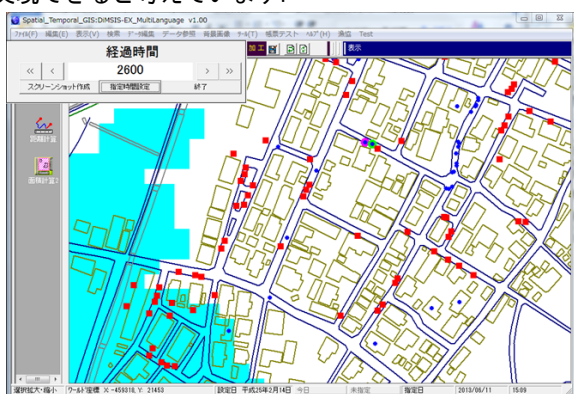 実現できると考えています.
Spatial_Temporal_GIS:DiMSIS-EX_MultiLanguage v1.00
ファイル(F) 編集(E) 表示(V) 検索 データ編集 データ参照 背景画像 ツール(T) 帳票テスト ヘルプ(H) 通信 Test
経過時間
加工
表示
<< < 2600 > >>
スクリーンショット作成 指定時間設定 終了
距離計算
面積計算?
選択拡大・縮小 ワールド座標 X:-459318,Y: 21453 設定日 平成25年2月14日 今日 未指定 指定日 2013/06/11 15:09